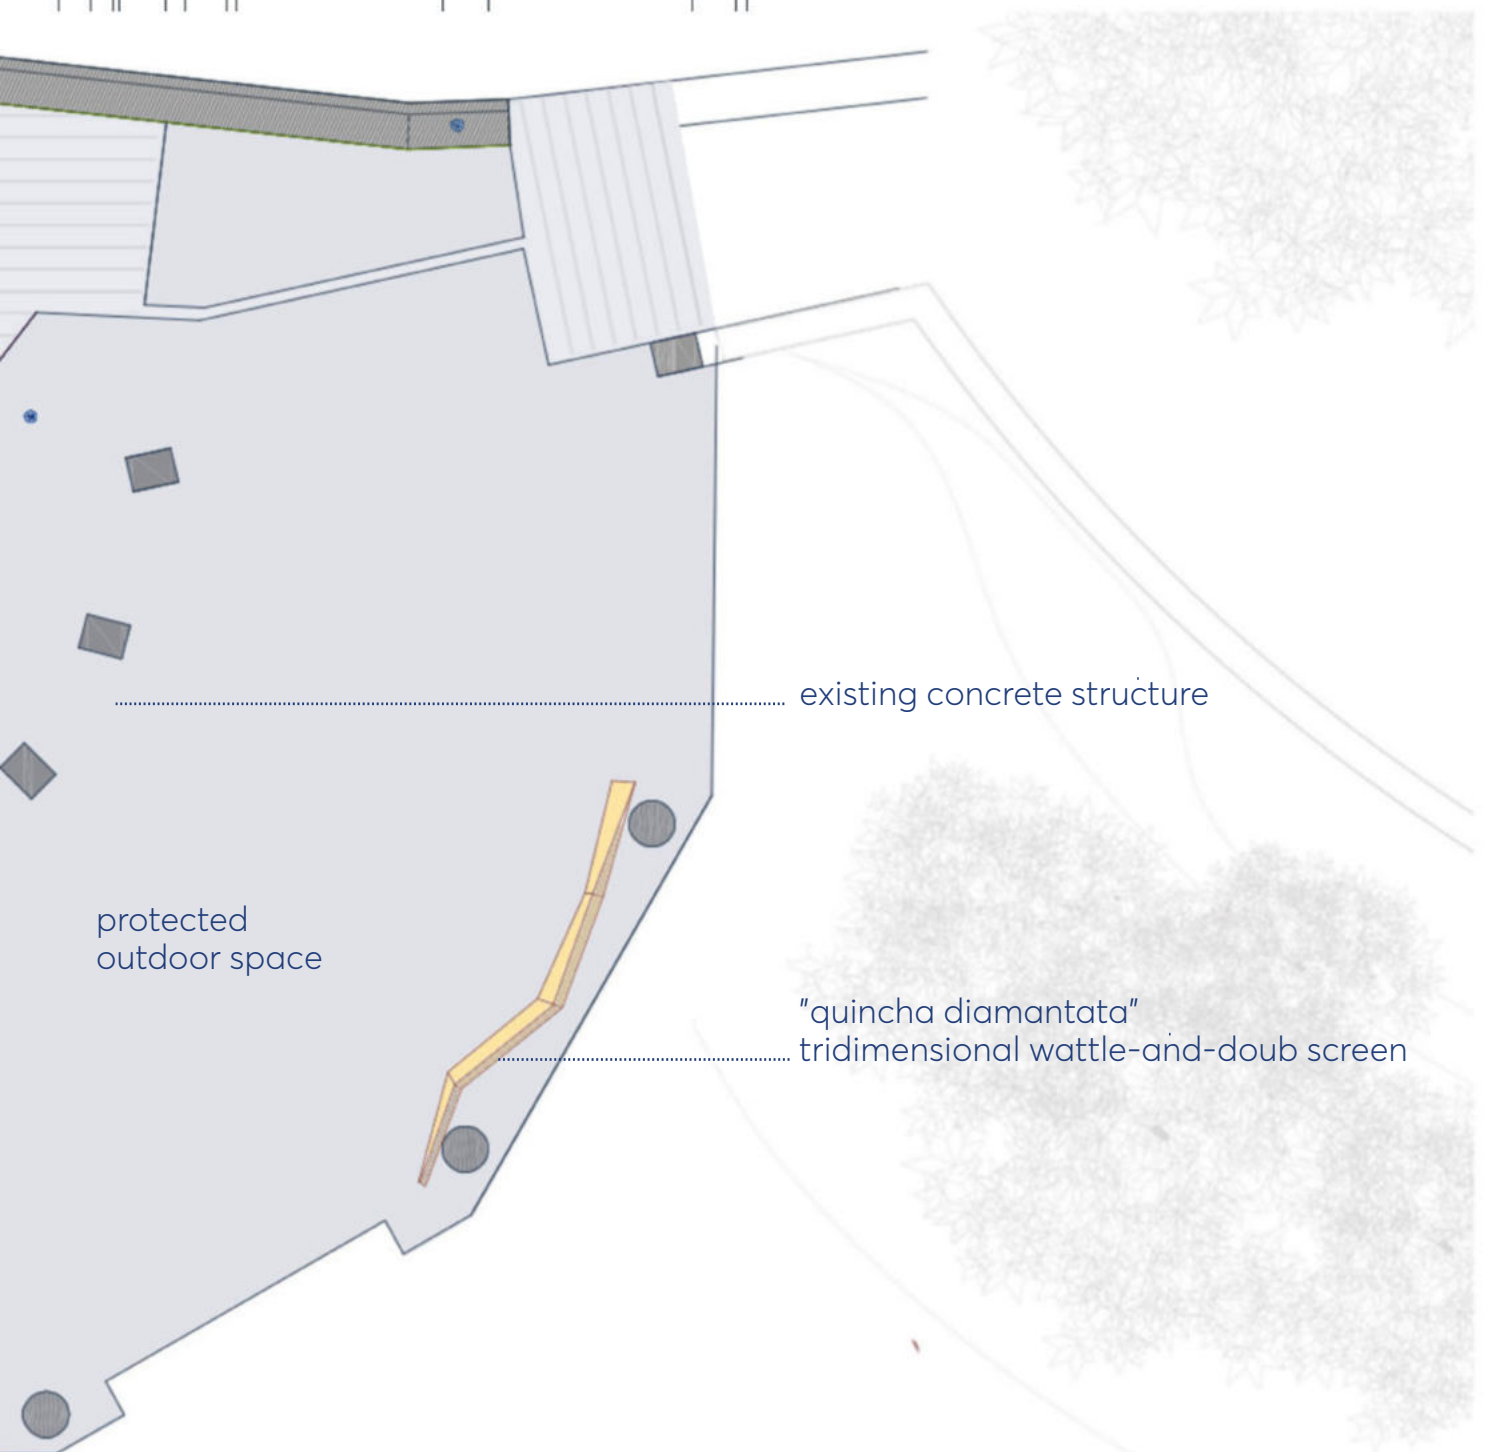 existing concrete structure
protected
outdoor space
"quincha diamantata"
tridimensional wattle-and-doub screen